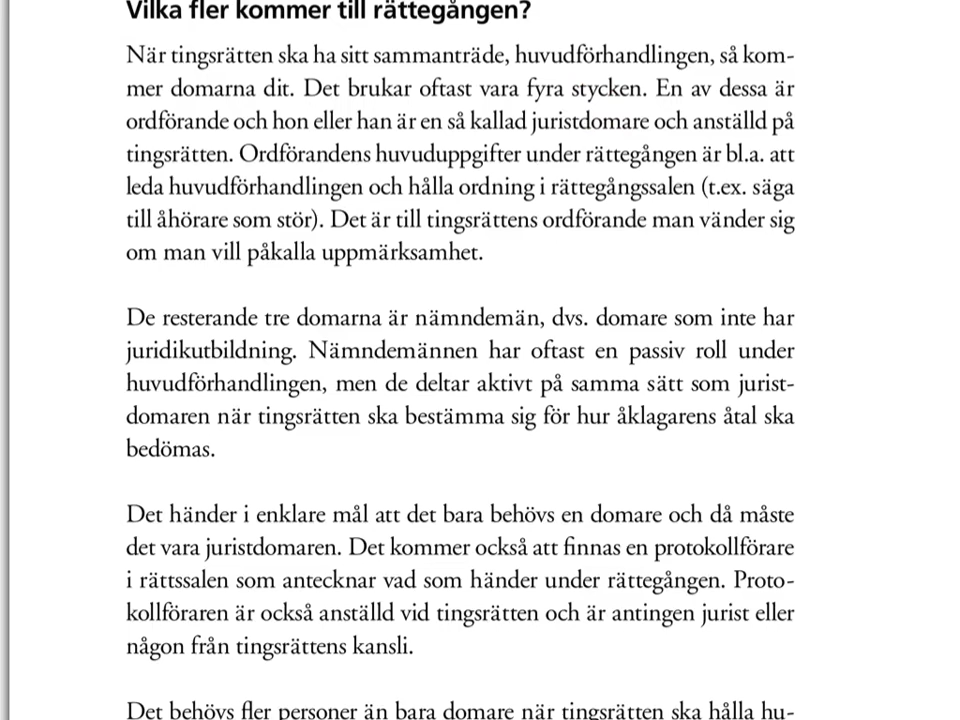 Vilka fler kommer till rättegången?
När tingsrätten ska ha sitt sammanträde, huvudförhandlingen, så kom-
mer domarna dit. Det brukar oftast vara fyra stycken. En av dessa är
ordförande och hon eller han är en så kallad juristdomare och anställd på
tingsrätten. Ordförandens huvuduppgifter under rättegången är bl.a. att
leda huvudförhandlingen och hålla ordning i rättegångssalen (t.ex. säga
till åhörare som stör). Det är till tingsrättens ordförande man vänder sig
om man vill påkalla uppmärksamhet.
De resterande tre domarna är nämndemän, dvs. domare som inte har
juridikutbildning. Nämndemännen har oftast en passiv roll under
huvudförhandlingen, men de deltar aktivt på samma sätt som jurist-
domaren när tingsrätten ska bestämma sig för hur åklagarens åtal ska
bedömas.
Det händer i enklare mål att det bara behövs en domare och då måste
det vara juristdomaren. Det kommer också att finnas en protokollförare
i rättssalen som antecknar vad som händer under rättegången. Proto-
kollföraren är också anställd vid tingsrätten och är antingen jurist eller
någon från tingsrättens kansli.
Det behövs fler personer än bara domare när tingsrätten ska hålla hu-